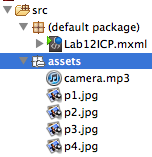 src
(default package)
Lab12ICP.mxml
assets
camera.mp3
p1.jpg
p2.jpg
p3.jpg
p4.jpg